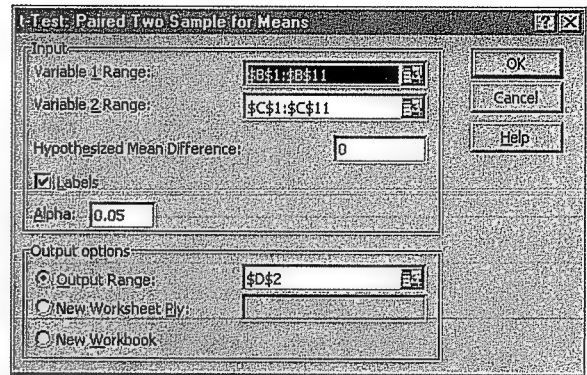 t-Test: Paired Two Sample for Means
Input
Variable 1 Range: $B$1:$B$11
Variable 2 Range: $C$1:$C$11
Hypothesized Mean Difference: 0
Labels
Alpha: 0.05
OK
Cancel
Help
Output options
Output Range: $D$2
New Worksheet Ply:
New Workbook